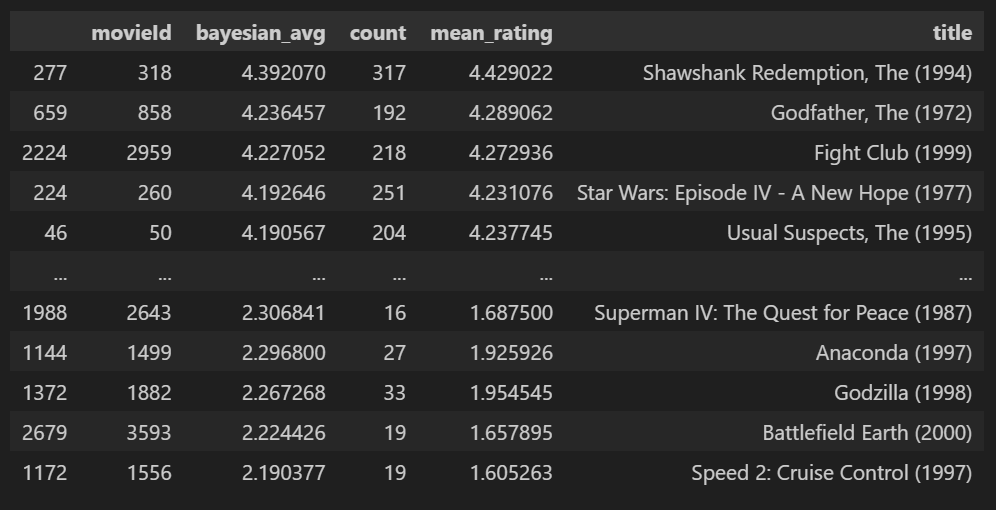 movieId bayesian_avg count mean_rating title
277 318 4.392070 317 4.429022 Shawshank Redemption, The (1994)
659 858 4.236457 192 4.289062 Godfather, The (1972)
2224 2959 4.227052 218 4.272936 Fight Club (1999)
224 260 4.192646 251 4.231076 Star Wars: Episode IV - A New Hope (1977)
46 50 4.190567 204 4.237745 Usual Suspects, The (1995)
... ... ... ... ... ...
1988 2643 2.306841 16 1.687500 Superman IV: The Quest for Peace (1987)
1144 1499 2.296800 27 1.925926 Anaconda (1997)
1372 1882 2.267268 33 1.954545 Godzilla (1998)
2679 3593 2.224426 19 1.657895 Battlefield Earth (2000)
1172 1556 2.190377 19 1.605263 Speed 2: Cruise Control (1997)